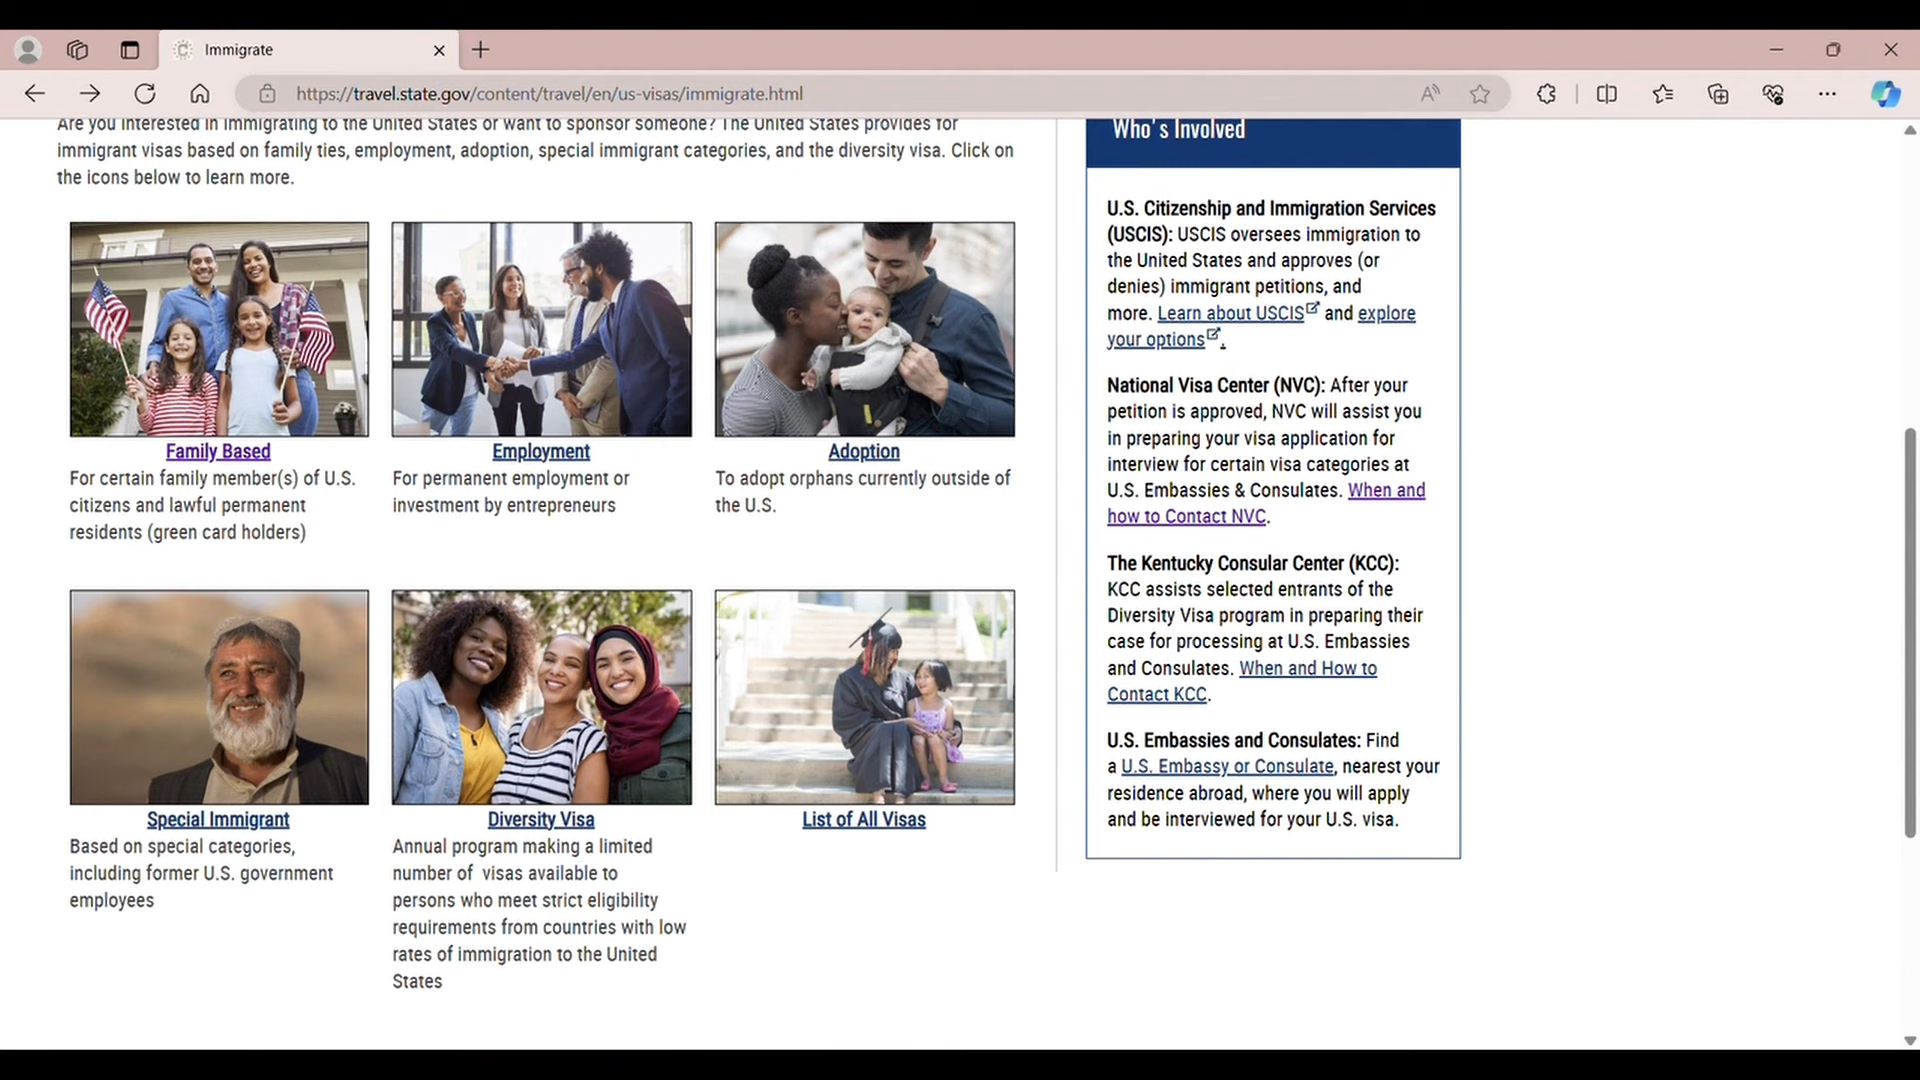 Immigrate
https://travel.state.gov/content/travel/en/us-visas/immigrate.html
Are you interested in immigrating to the United States or want to sponsor someone? The United States provides for
immigrant visas based on family ties, employment, adoption, special immigrant categories, and the diversity visa. Click on
the icons below to learn more.
Family Based
For certain family member(s) of U.S.
citizens and lawful permanent
residents (green card holders)
Employment
For permanent employment or
investment by entrepreneurs
Adoption
To adopt orphans currently outside of
the U.S.
Special Immigrant
Based on special categories,
including former U.S. government
employees
Diversity Visa
Annual program making a limited
number of visas available to
persons who meet strict eligibility
requirements from countries with low
rates of immigration to the United
States
List of All Visas
Who's Involved
U.S. Citizenship and Immigration Services
(USCIS): USCIS oversees immigration to
the United States and approves (or
denies) immigrant petitions, and
more. Learn about USCIS and explore
your options.
National Visa Center (NVC): After your
petition is approved, NVC will assist you
in preparing your visa application for
interview for certain visa categories at
U.S. Embassies & Consulates. When and
how to Contact NVC.
The Kentucky Consular Center (KCC):
KCC assists selected entrants of the
Diversity Visa program in preparing their
case for processing at U.S. Embassies
and Consulates. When and How to
Contact KCC.
U.S. Embassies and Consulates: Find
a U.S. Embassy or Consulate, nearest your
residence abroad, where you will apply
and be interviewed for your U.S. visa.